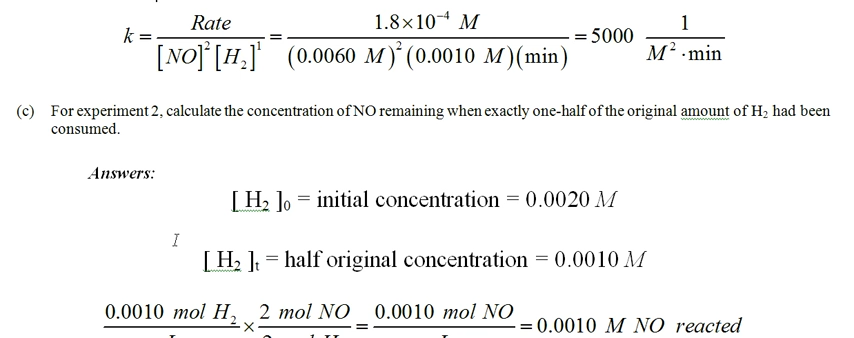 k = Rate / [NO]² [H₂]¹ = 1.8×10⁻⁴ M / (0.0060 M)² (0.0010 M)(min) = 5000 1 / M² · min
(c) For experiment 2, calculate the concentration of NO remaining when exactly one-half of the original amount of H₂ had been
consumed.
Answers:
[ H₂ ]₀ = initial concentration = 0.0020 M
[ H₂ ]ₜ = half original concentration = 0.0010 M
0.0010 mol H₂ × 2 mol NO = 0.0010 mol NO = 0.0010 M NO reacted